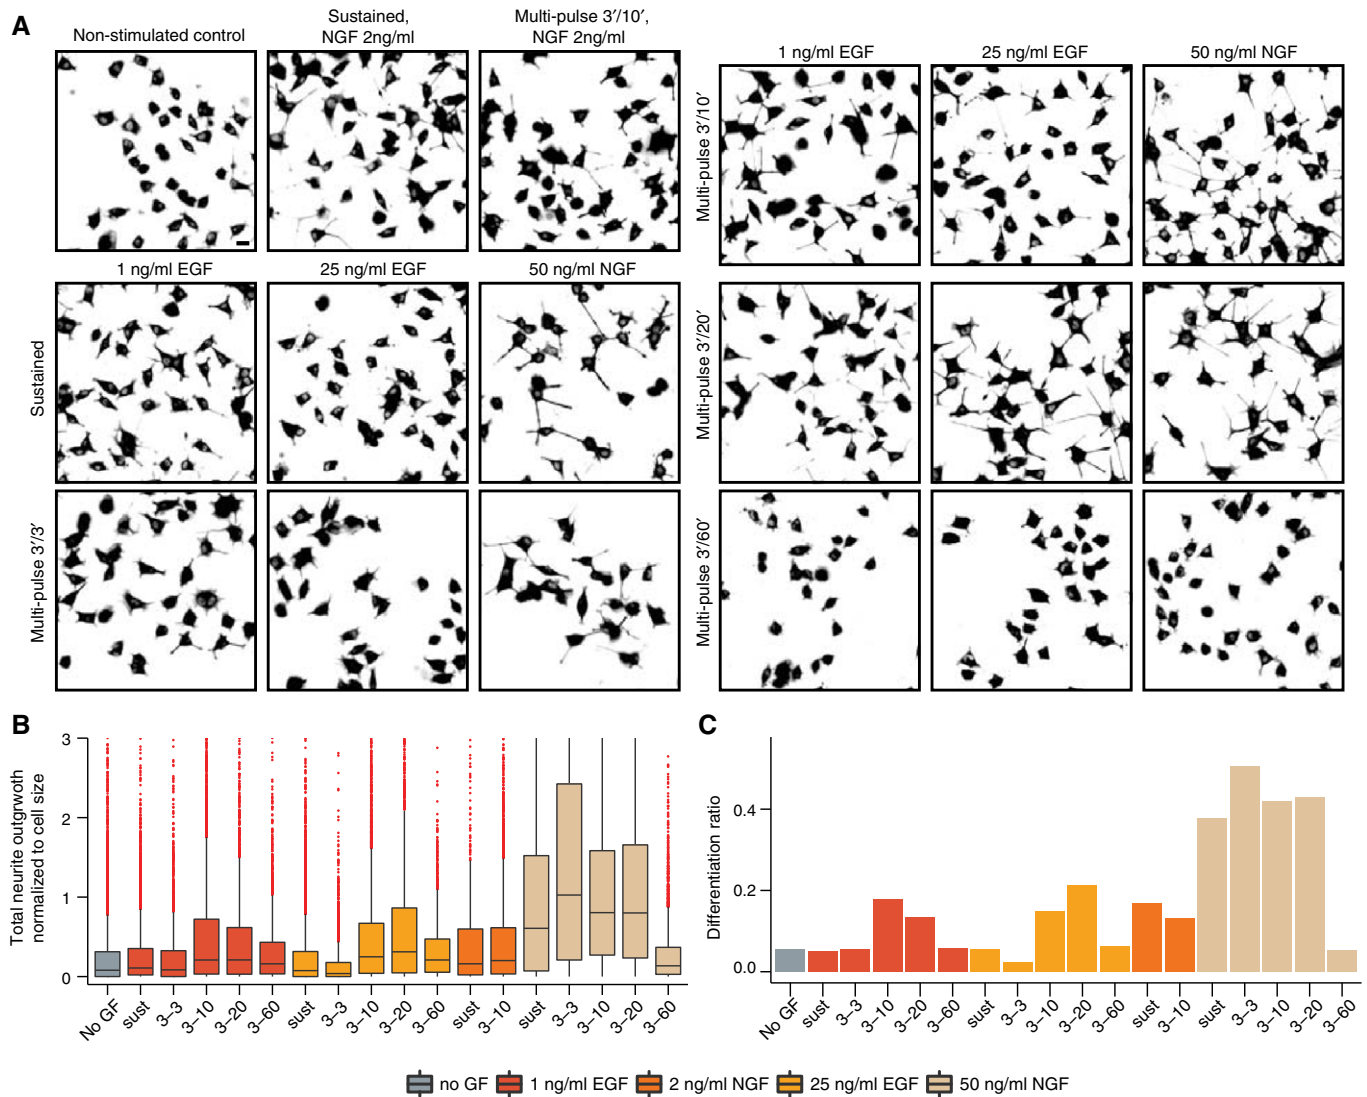 A
Non-stimulated control
Sustained,
NGF 2ng/ml
Multi-pulse 3′/10′,
NGF 2ng/ml
1 ng/ml EGF
25 ng/ml EGF
50 ng/ml NGF
Multi-pulse 3′/10′
1 ng/ml EGF
25 ng/ml EGF
50 ng/ml NGF
Sustained
Multi-pulse 3′/20′
Multi-pulse 3′/3′
Multi-pulse 3′/60′
B
Total neurite outgrwoth
normalized to cell size
3
2
1
0
No GF
sust
3–3
3–10
3–20
3–60
sust
3–3
3–10
3–20
3–60
sust
3–10
sust
3–3
3–10
3–20
3–60
C
Differentiation ratio
0.4
0.2
0.0
No GF
sust
3–3
3–10
3–20
3–60
sust
3–3
3–10
3–20
3–60
sust
3–10
sust
3–3
3–10
3–20
3–60
no GF
1 ng/ml EGF
2 ng/ml NGF
25 ng/ml EGF
50 ng/ml NGF